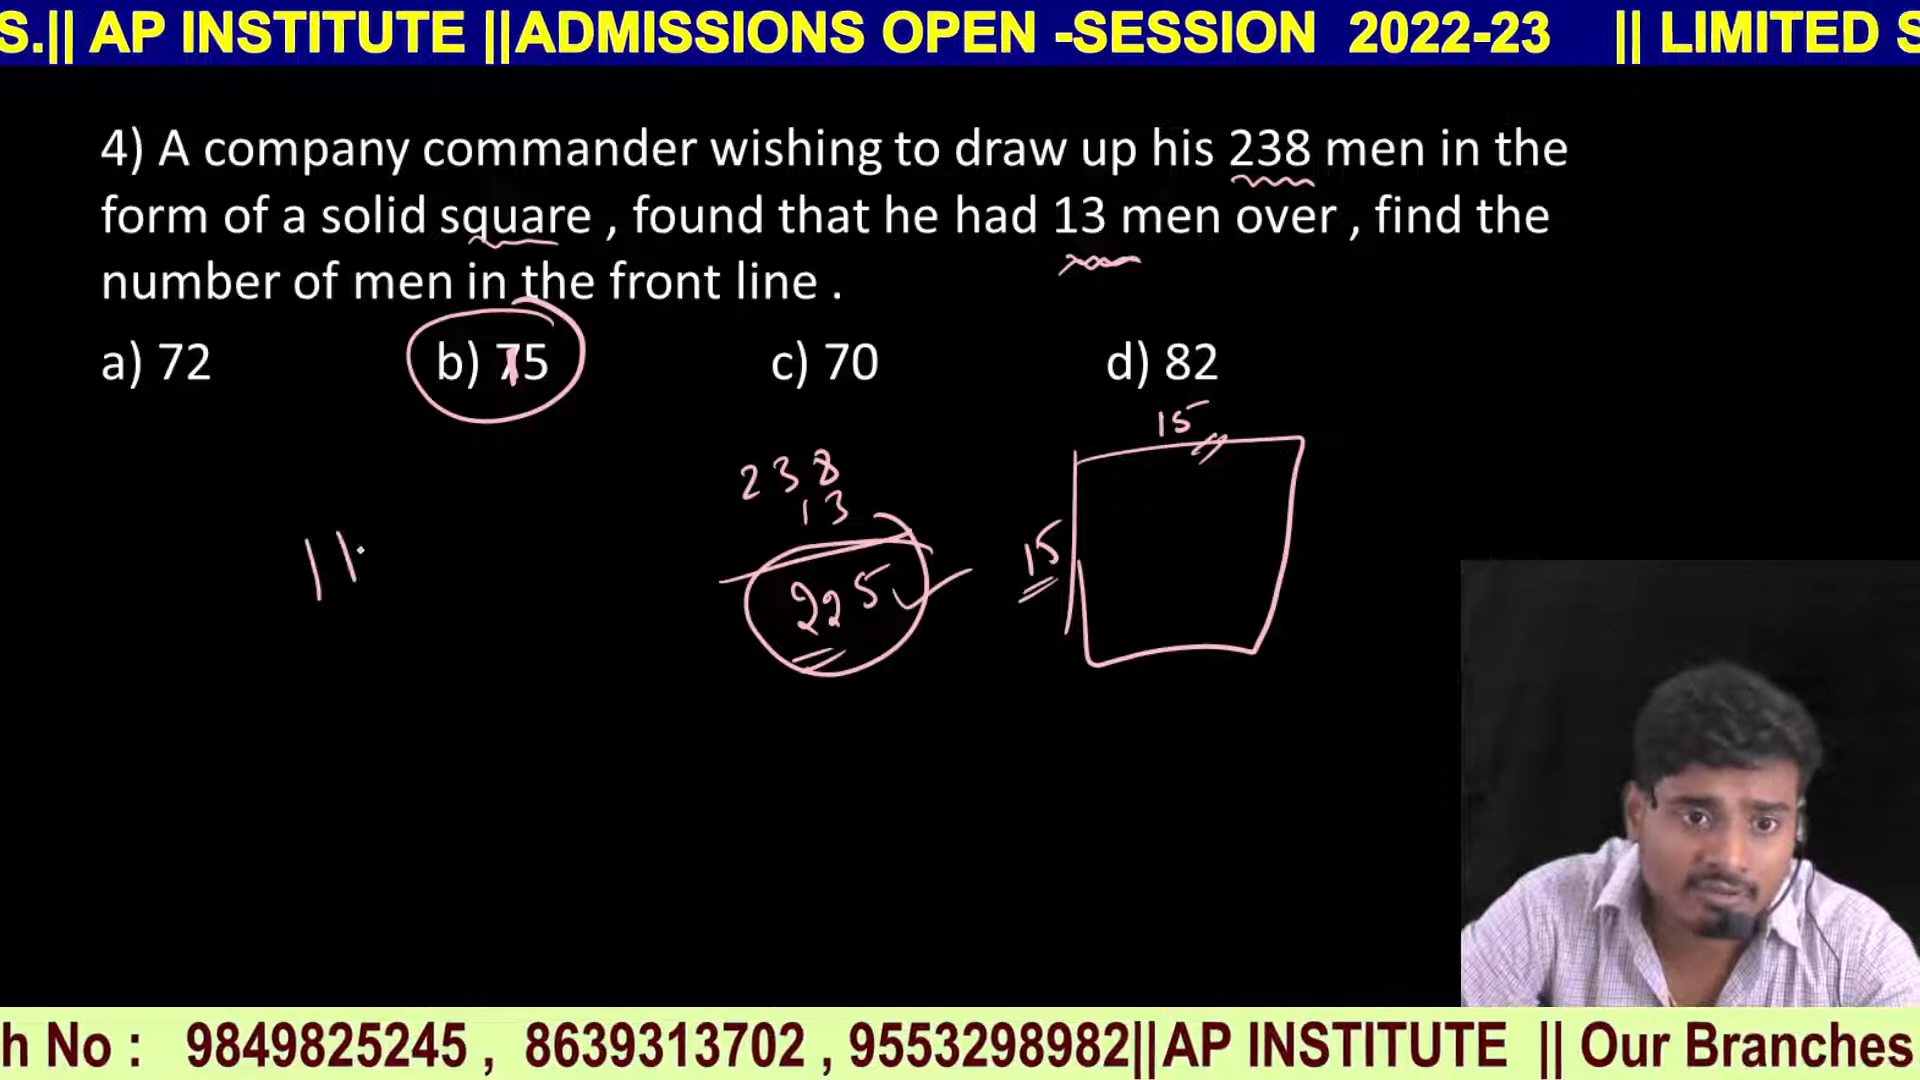 S.|| AP INSTITUTE ||ADMISSIONS OPEN -SESSION 2022-23 || LIMITED S
4) A company commander wishing to draw up his 238 men in the
form of a solid square , found that he had 13 men over , find the
number of men in the front line .
a) 72 b) 15 c) 70 d) 82
15
238
13
15
225
11
h No : 9849825245 , 8639313702 , 9553298982||AP INSTITUTE || Our Branches